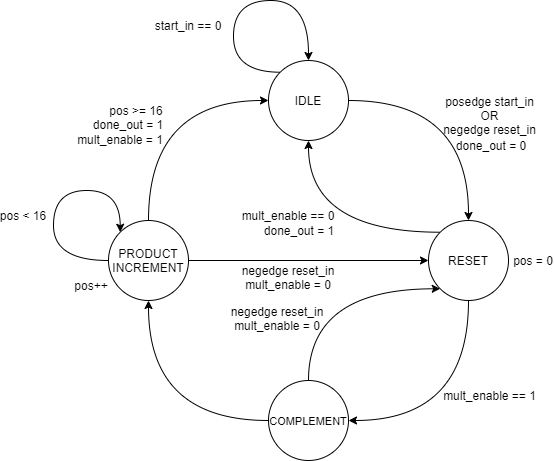 start_in == 0
IDLE
pos >= 16
done_out = 1
mult_enable = 1
posedge start_in
OR
negedge reset_in
done_out = 0
pos < 16
mult_enable == 0
done_out = 1
PRODUCT
INCREMENT
pos++
negedge reset_in
mult_enable = 0
RESET
pos = 0
negedge reset_in
mult_enable = 0
mult_enable == 1
COMPLEMENT